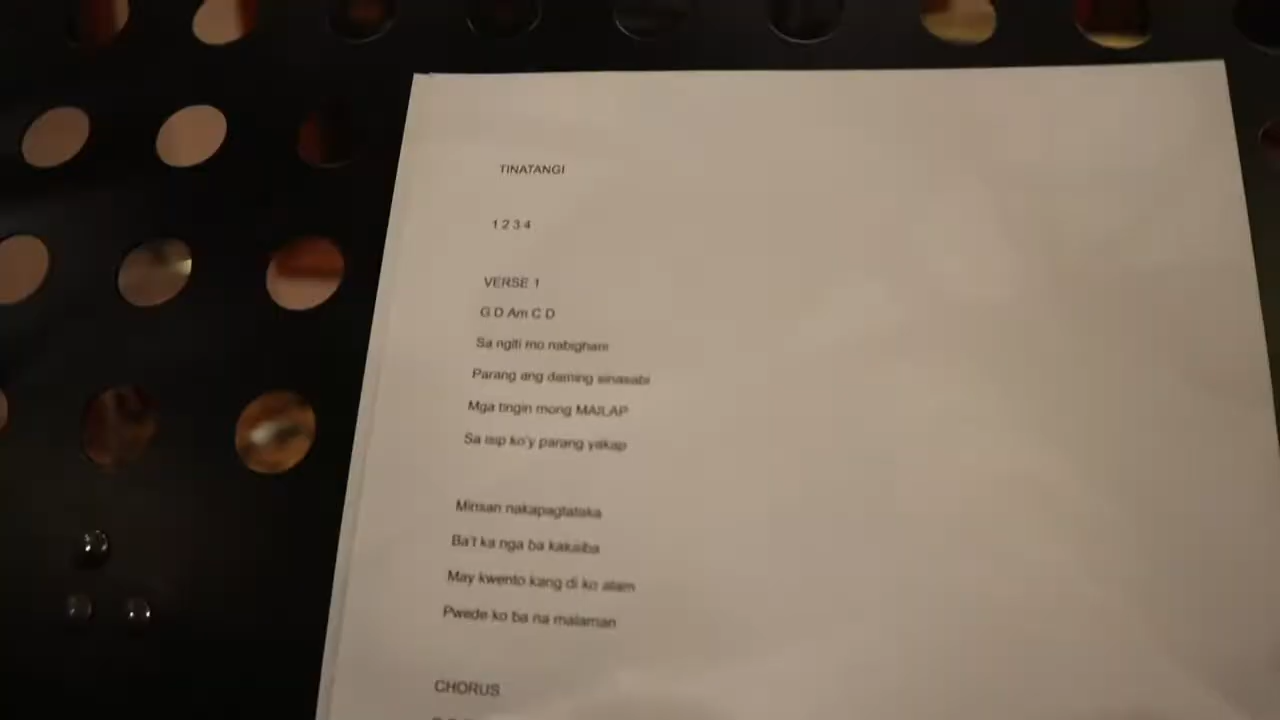 TINATANGI
1 2 3 4
VERSE 1
G D Am C D
Sa ngiti mo nabighani
Parang ang daming sinasabi
Mga tingin mong MAILAP
Sa isip ko'y parang yakap
Minsan nakapagtataka
Ba't ka nga ba kakaiba
May kwento kang di ko alam
Pwede ko ba na malaman
CHORUS